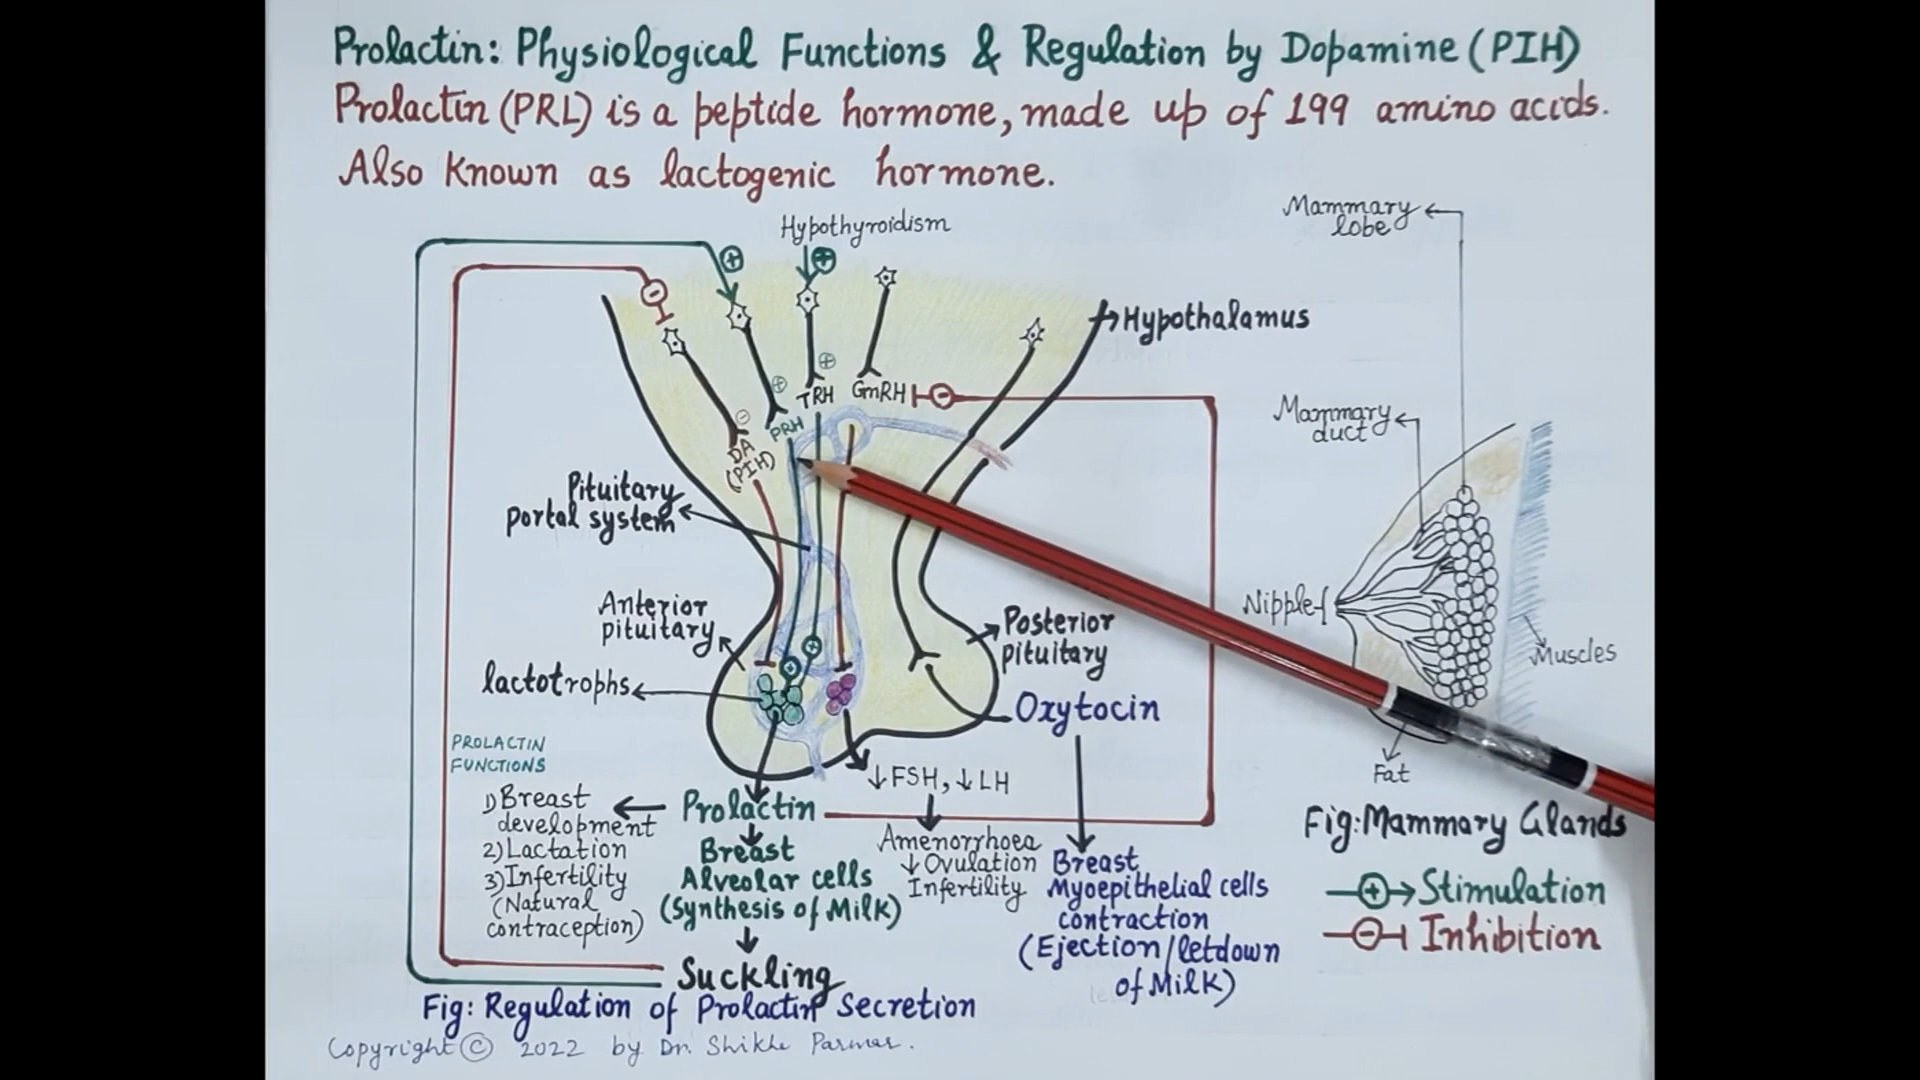 Prolactin: Physiological Functions & Regulation by Dopamine (PIH)
Prolactin (PRL) is a peptide hormone, made up of 199 amino acids.
Also Known as lactogenic hormone.
Hypothyroidism
Mammary
lobe
Hypothalamus
TRH
GnRH
PRH
DA
(PIH)
Mammary
duct
Pituitary
portal system
Anterior
pituitary
lactotrophs
Posterior
pituitary
Oxytocin
Nipple
Muscles
Fat
Fig: Mammary Glands
PROLACTIN
FUNCTIONS
1) Breast
development
2) Lactation
3) Infertility
(Natural
contraception)
Prolactin
Breast
Alveolar cells
(Synthesis of Milk)
Suckling
↓FSH, ↓LH
Amenorrhoea
↓ Ovulation
Infertility
Breast
Myoepithelial cells
contraction
(Ejection/letdown
of Milk)
Stimulation
Inhibition
Fig: Regulation of Prolactin Secretion
Copyright © 2022 by Dr. Shikha Parmar.